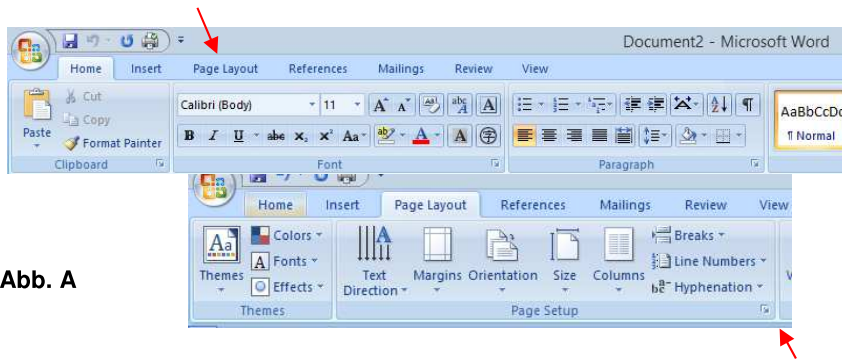 Document2 - Microsoft Word
Home Insert Page Layout References Mailings Review View
Cut
Copy
Paste
Format Painter
Clipboard
Calibri (Body) 11
B I U abe X₂ X² Aa
Font
Paragraph
AaBbCcDc
¶ Normal
Home Insert Page Layout References Mailings Review View
Themes
Colors
Fonts
Effects
Themes
Text Direction
Margins
Orientation
Size
Columns
Breaks
Line Numbers
Hyphenation
Page Setup
Abb. A